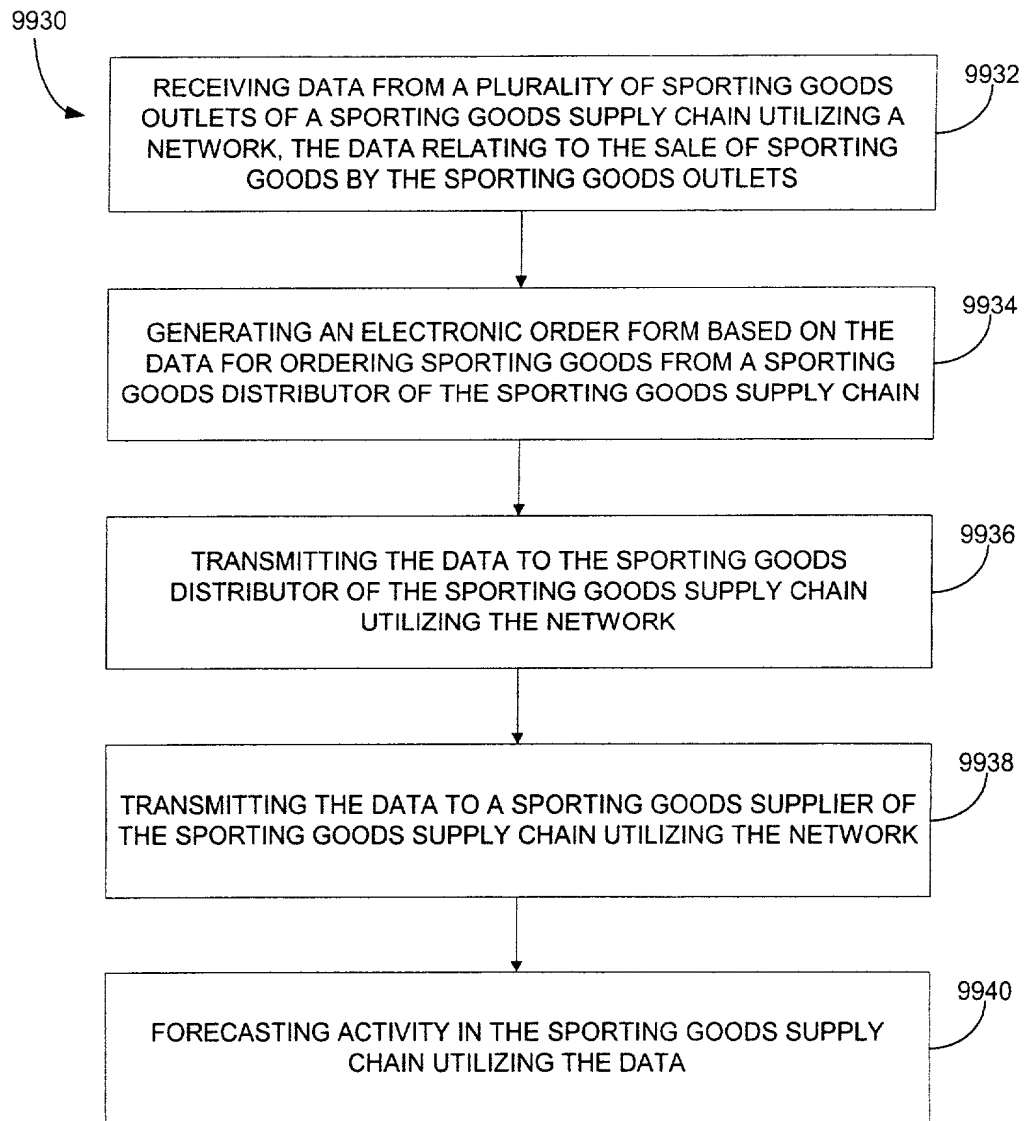 9930
RECEIVING DATA FROM A PLURALITY OF SPORTING GOODS
OUTLETS OF A SPORTING GOODS SUPPLY CHAIN UTILIZING A
NETWORK, THE DATA RELATING TO THE SALE OF SPORTING
GOODS BY THE SPORTING GOODS OUTLETS
9932
GENERATING AN ELECTRONIC ORDER FORM BASED ON THE
DATA FOR ORDERING SPORTING GOODS FROM A SPORTING
GOODS DISTRIBUTOR OF THE SPORTING GOODS SUPPLY CHAIN
9934
TRANSMITTING THE DATA TO THE SPORTING GOODS
DISTRIBUTOR OF THE SPORTING GOODS SUPPLY CHAIN
UTILIZING THE NETWORK
9936
TRANSMITTING THE DATA TO A SPORTING GOODS SUPPLIER OF
THE SPORTING GOODS SUPPLY CHAIN UTILIZING THE NETWORK
9938
FORECASTING ACTIVITY IN THE SPORTING GOODS SUPPLY
CHAIN UTILIZING THE DATA
9940